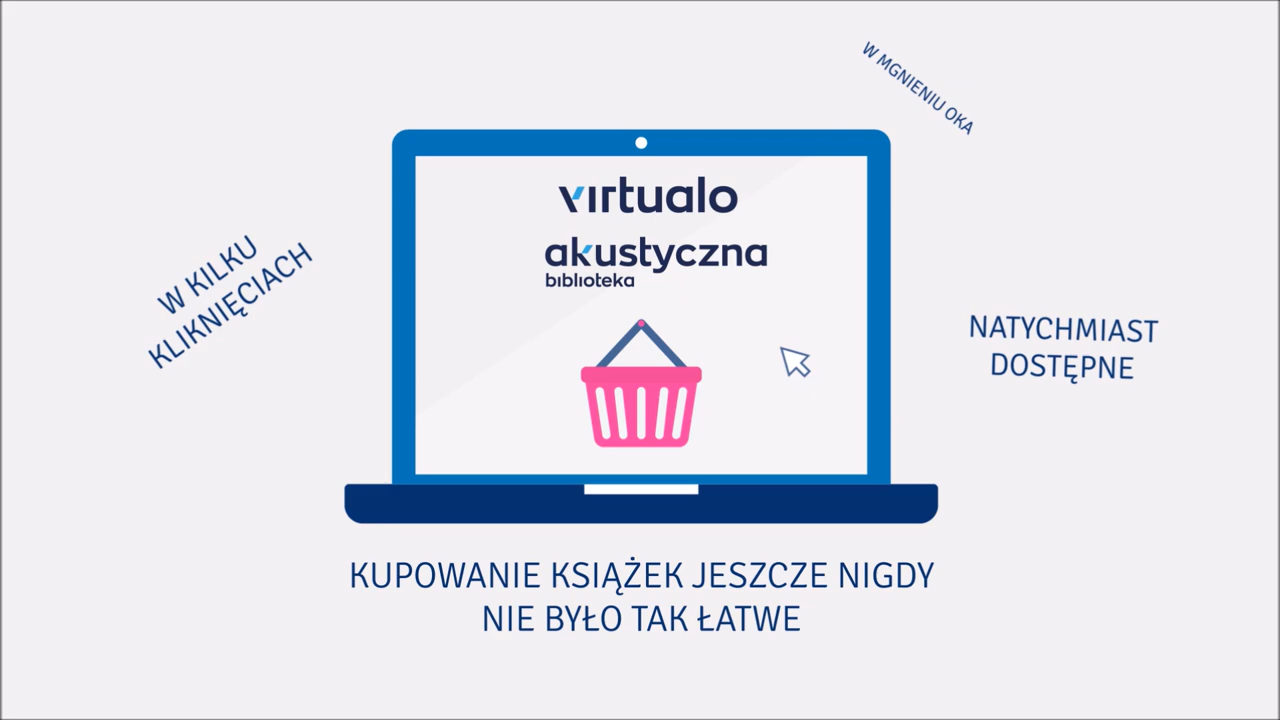 W MGNIENIU OKA
virtualo
akustyczna
biblioteka
W KILKU
KLIKNIĘCIACH
NATYCHMIAST
DOSTĘPNE
KUPOWANIE KSIĄŻEK JESZCZE NIGDY
NIE BYŁO TAK ŁATWE